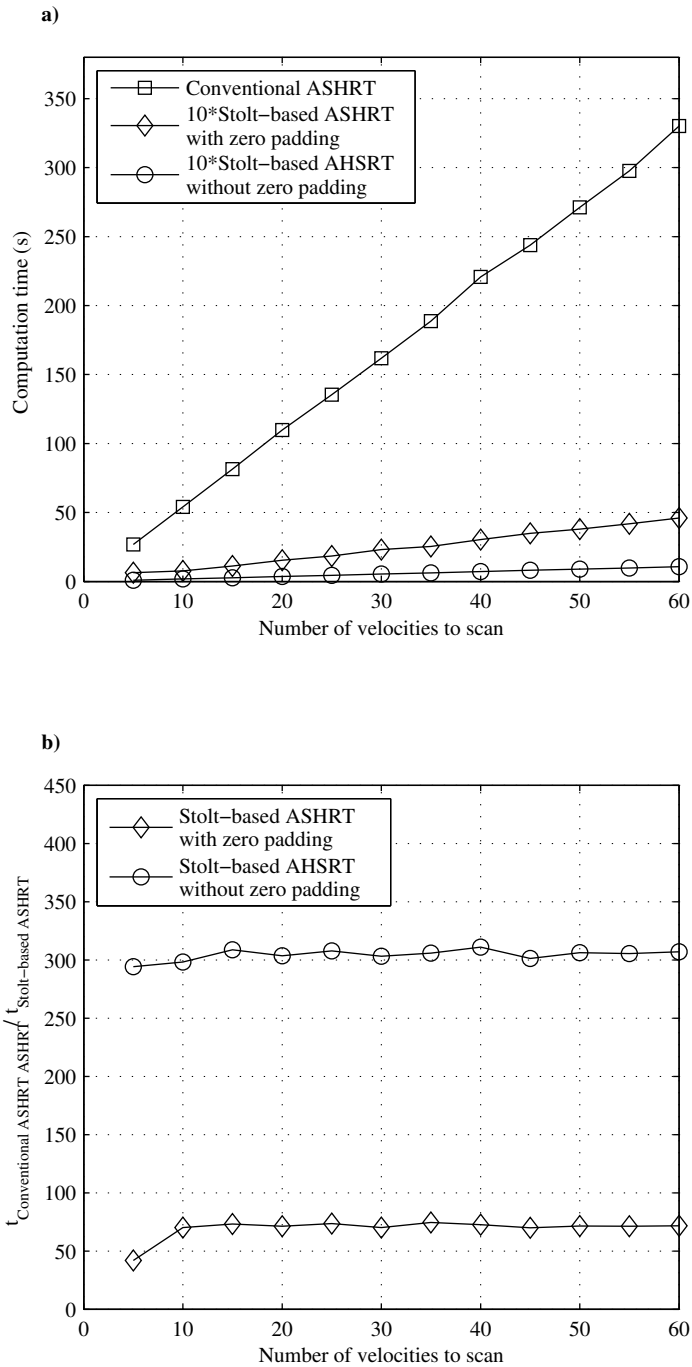 a)
350
300
250
200
150
100
50
0
Computation time (s)
Conventional ASHRT
10*Stolt−based ASHRT
with zero padding
10*Stolt−based AHSRT
without zero padding
0 10 20 30 40 50 60
Number of velocities to scan
b)
450
400
350
300
250
200
150
100
50
0
t Conventional ASHRT ASHRT / t Stolt−based ASHRT
Stolt−based ASHRT
with zero padding
Stolt−based AHSRT
without zero padding
0 10 20 30 40 50 60
Number of velocities to scan